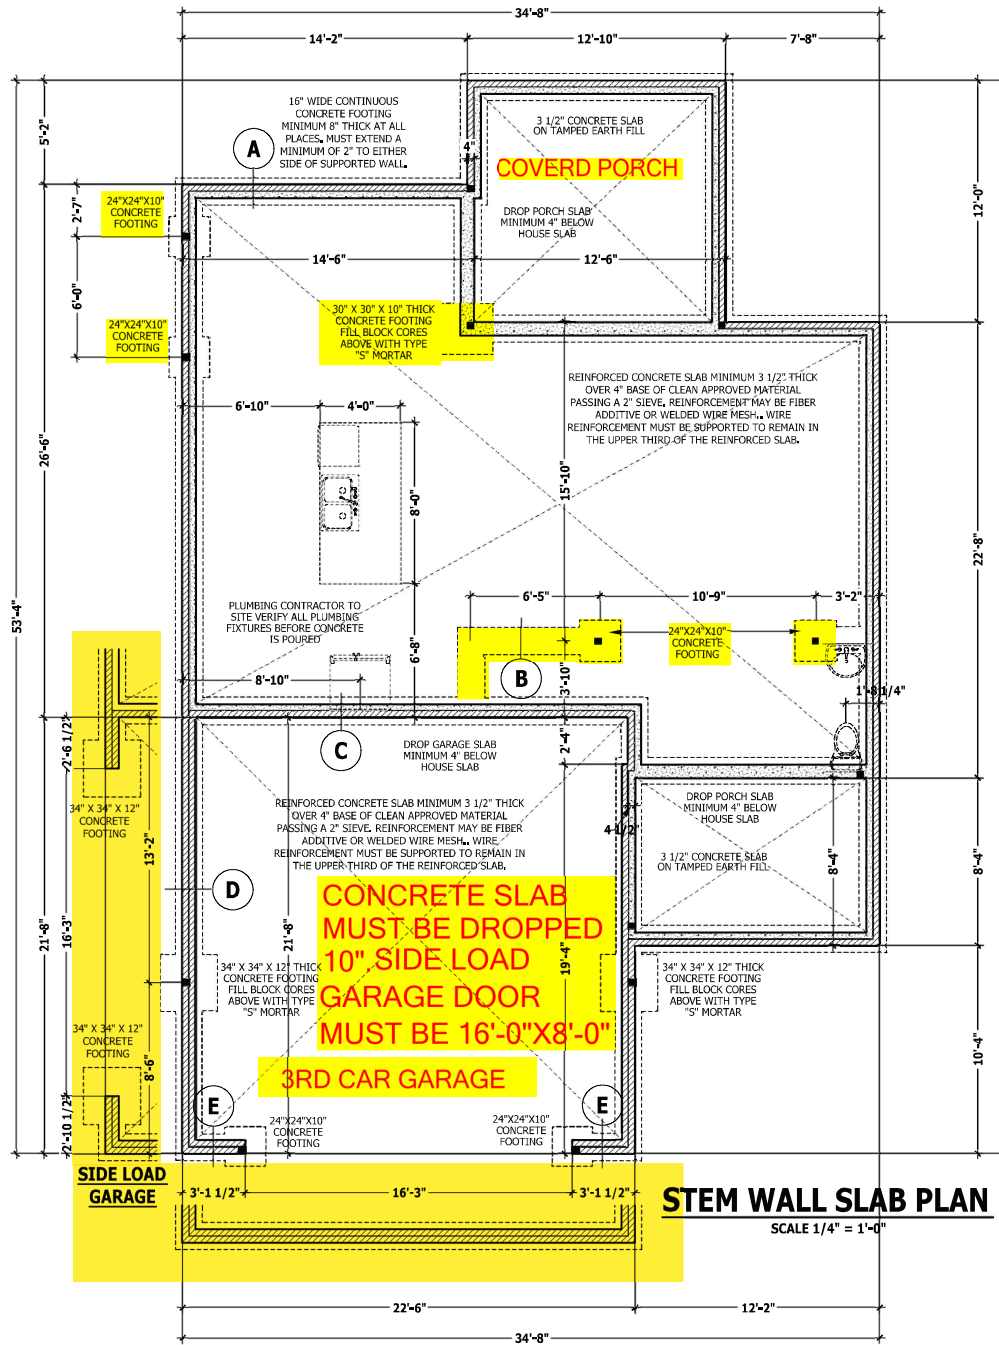 34'-8"
14'-2"
12'-10"
7'-8"
16" WIDE CONTINUOUS
CONCRETE FOOTING
MINIMUM 8" THICK AT ALL
PLACES. MUST EXTEND A
MINIMUM OF 2" TO EITHER
SIDE OF SUPPORTED WALL.
A
5'-2"
4"
3 1/2" CONCRETE SLAB
ON TAMPED EARTH FILL
COVERD PORCH
DROP PORCH SLAB
MINIMUM 4" BELOW
HOUSE SLAB
12'-0"
24"X24"X10"
CONCRETE
FOOTING
2'-7"
14'-6"
12'-6"
6'-0"
24"X24"X10"
CONCRETE
FOOTING
30" X 30" X 10" THICK
CONCRETE FOOTING
FILL BLOCK CORES
ABOVE WITH TYPE
"S" MORTAR
REINFORCED CONCRETE SLAB MINIMUM 3 1/2" THICK
OVER 4" BASE OF CLEAN APPROVED MATERIAL
PASSING A 2" SIEVE. REINFORCEMENT MAY BE FIBER
ADDITIVE OR WELDED WIRE MESH.. WIRE
REINFORCEMENT MUST BE SUPPORTED TO REMAIN IN
THE UPPER THIRD OF THE REINFORCED SLAB.
6'-10"
4'-0"
26'-6"
15'-10"
8'-0"
22'-8"
53'-4"
6'-5"
10'-9"
3'-2"
PLUMBING CONTRACTOR TO
SITE VERIFY ALL PLUMBING
FIXTURES BEFORE CONCRETE
IS POURED
6'-8"
24"X24"X10"
CONCRETE
FOOTING
B
3'-10"
8'-10"
1'-8 1/4"
2'-6 1/2"
C
DROP GARAGE SLAB
MINIMUM 4" BELOW
HOUSE SLAB
2'-4"
REINFORCED CONCRETE SLAB MINIMUM 3 1/2" THICK
OVER 4" BASE OF CLEAN APPROVED MATERIAL
PASSING A 2" SIEVE. REINFORCEMENT MAY BE FIBER
ADDITIVE OR WELDED WIRE MESH.. WIRE
REINFORCEMENT MUST BE SUPPORTED TO REMAIN IN
THE UPPER THIRD OF THE REINFORCED SLAB.
DROP PORCH SLAB
MINIMUM 4" BELOW
HOUSE SLAB
34" X 34" X 12"
CONCRETE
FOOTING
4 1/2"
13'-2"
3 1/2" CONCRETE SLAB
ON TAMPED EARTH FILL
8'-4"
8'-4"
D
CONCRETE SLAB
MUST BE DROPPED
10". SIDE LOAD
GARAGE DOOR
MUST BE 16'-0"X8'-0"
21'-8"
16'-3"
21'-8"
19'-4"
34" X 34" X 12" THICK
CONCRETE FOOTING
FILL BLOCK CORES
ABOVE WITH TYPE
"S" MORTAR
34" X 34" X 12" THICK
CONCRETE FOOTING
FILL BLOCK CORES
ABOVE WITH TYPE
"S" MORTAR
34" X 34" X 12"
CONCRETE
FOOTING
8'-6"
10'-4"
3RD CAR GARAGE
E
E
2'-10 1/2"
24"X24"X10"
CONCRETE
FOOTING
24"X24"X10"
CONCRETE
FOOTING
SIDE LOAD
GARAGE
3'-1 1/2"
16'-3"
3'-1 1/2"
STEM WALL SLAB PLAN
SCALE 1/4" = 1'-0"
22'-6"
12'-2"
34'-8"